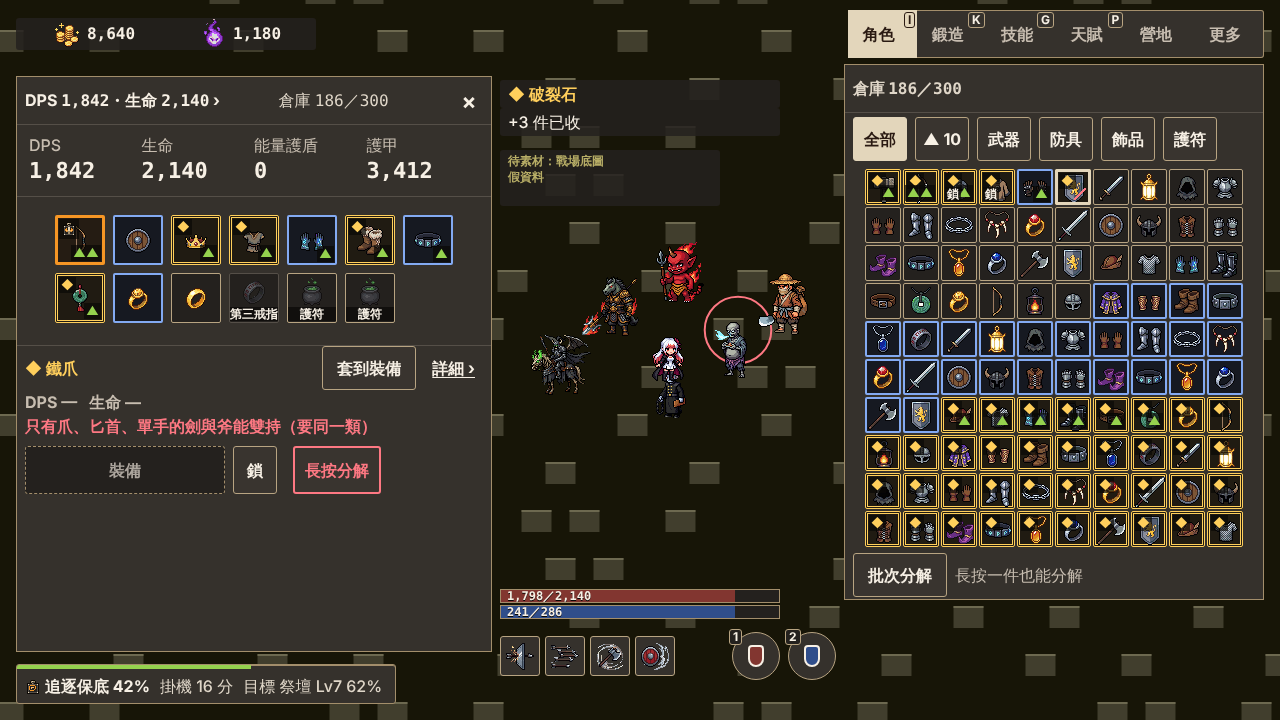 8,640
1,180
角色 I
鍛造 K
技能 G
天賦 P
營地
更多
DPS 1,842・生命 2,140 ›
倉庫 186／300
×
DPS
1,842
生命
2,140
能量護盾
0
護甲
3,412
第三戒指
護符
護符
◆ 鐵爪
套到裝備
詳細 ›
DPS — 生命 —
只有爪、匕首、單手的劍與斧能雙持（要同一類）
裝備
鎖
長按分解
追逐保底 42% 掛機 16 分 目標 祭壇 Lv7 62%
◆ 破裂石
+3 件已收
待素材：戰場底圖
假資料
1,798／2,140
241／286
1
2
倉庫 186／300
全部
▲ 10
武器
防具
飾品
護符
鎖
鎖
批次分解
長按一件也能分解